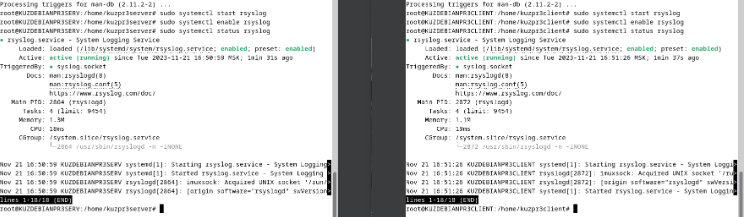 Processing triggers for man-db (2.11.2-2) ...
root@KUZDEBIANPR3SERV:/home/kuzpr3server# sudo systemctl start rsyslog
root@KUZDEBIANPR3SERV:/home/kuzpr3server# sudo systemctl enable rsyslog
root@KUZDEBIANPR3SERV:/home/kuzpr3server# sudo systemctl status rsyslog
● rsyslog.service - System Logging Service
Loaded: loaded (/lib/systemd/system/rsyslog.service; enabled; preset: enabled)
Active: active (running) since Tue 2023-11-21 16:50:59 MSK; 1min 31s ago
TriggeredBy: ● syslog.socket
Docs: man:rsyslogd(8)
man:rsyslog.conf(5)
https://www.rsyslog.com/doc/
Main PID: 2864 (rsyslogd)
Tasks: 4 (limit: 9454)
Memory: 1.3M
CPU: 18ms
CGroup: /system.slice/rsyslog.service
└─2864 /usr/sbin/rsyslogd -n -iNONE
Nov 21 16:50:59 KUZDEBIANPR3SERV systemd[1]: Starting rsyslog.service - System Logging
Nov 21 16:50:59 KUZDEBIANPR3SERV systemd[1]: Started rsyslog.service - System Logging
Nov 21 16:50:59 KUZDEBIANPR3SERV rsyslogd[2864]: imuxsock: Acquired UNIX socket '/run/
Nov 21 16:50:59 KUZDEBIANPR3SERV rsyslogd[2864]: [origin software="rsyslogd" swVersion
lines 1-18/18 (END)
root@KUZDEBIANPR3SERV:/home/kuzpr3server#
Processing triggers for man-db (2.11.2-2) ...
root@KUZDEBIANPR3CLIENT:/home/kuzpr3client# sudo systemctl start rsyslog
root@KUZDEBIANPR3CLIENT:/home/kuzpr3client# sudo systemctl enable rsyslog
root@KUZDEBIANPR3CLIENT:/home/kuzpr3client# sudo systemctl status rsyslog
● rsyslog.service - System Logging Service
Loaded: loaded (/lib/systemd/system/rsyslog.service; enabled; preset: enabled)
Active: active (running) since Tue 2023-11-21 16:51:26 MSK; 1min 37s ago
TriggeredBy: ● syslog.socket
Docs: man:rsyslogd(8)
man:rsyslog.conf(5)
https://www.rsyslog.com/doc/
Main PID: 2872 (rsyslogd)
Tasks: 4 (limit: 9454)
Memory: 1.1M
CPU: 19ms
CGroup: /system.slice/rsyslog.service
└─2872 /usr/sbin/rsyslogd -n -iNONE
Nov 21 16:51:26 KUZDEBIANPR3CLIENT systemd[1]: Starting rsyslog.service - System Loggin
Nov 21 16:51:26 KUZDEBIANPR3CLIENT rsyslogd[2872]: imuxsock: Acquired UNIX socket '/ru
Nov 21 16:51:26 KUZDEBIANPR3CLIENT rsyslogd[2872]: [origin software="rsyslogd" swVersi
Nov 21 16:51:26 KUZDEBIANPR3CLIENT systemd[1]: Started rsyslog.service - System Logging
lines 1-18/18 (END)
root@KUZDEBIANPR3CLIENT:/home/kuzpr3client#